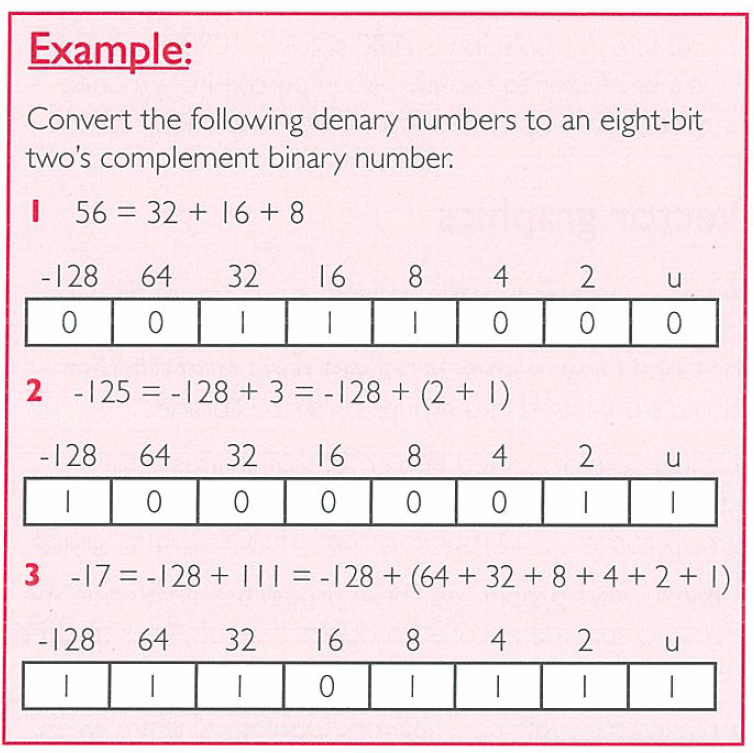 Example:
Convert the following denary numbers to an eight-bit
two's complement binary number.
1 56 = 32 + 16 + 8
-128 64 32 16 8 4 2 u
0 0 1 1 1 0 0 0
2 -125 = -128 + 3 = -128 + (2 + 1)
-128 64 32 16 8 4 2 u
1 0 0 0 0 0 1 1
3 -17 = -128 + 111 = -128 + (64 + 32 + 8 + 4 + 2 + 1)
-128 64 32 16 8 4 2 u
1 1 1 0 1 1 1 1